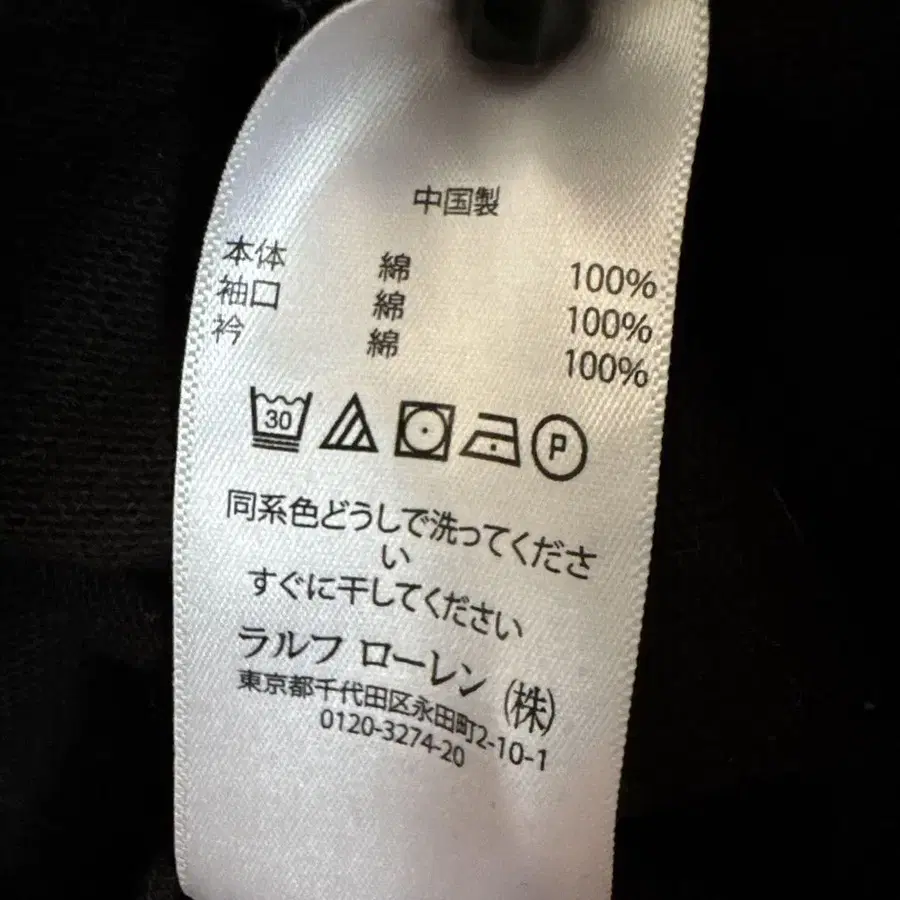 中国製
本体 綿 100%
袖口 綿 100%
衿 綿 100%
30 P
同系色どうしで洗ってくださ
い
すぐに干してください
ラルフ ローレン (株)
東京都千代田区永田町2-10-1
0120-3274-20